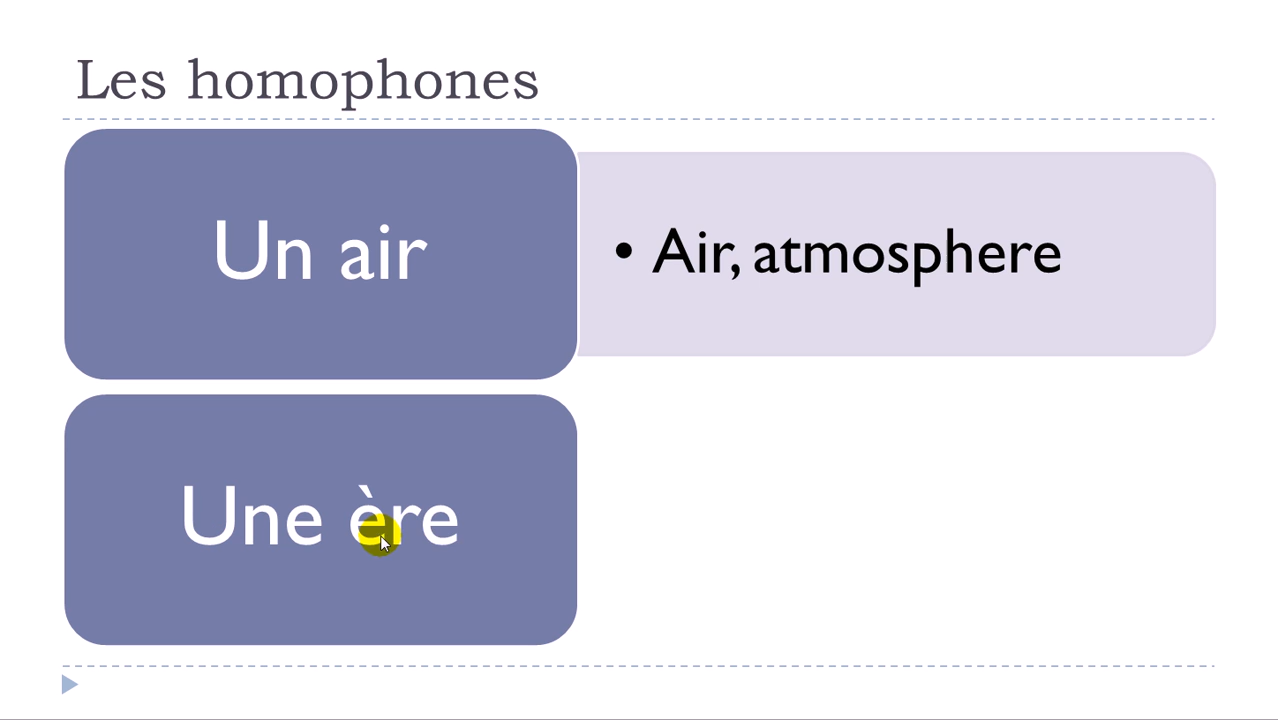 Les homophones
Un air
• Air, atmosphere
Une ère